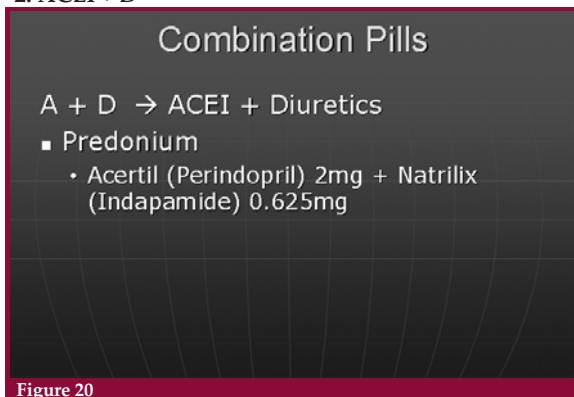 2. ACEI + D
Combination Pills
A + D → ACEI + Diuretics
▪ Predonium
• Acertil (Perindopril) 2mg + Natrilix
(Indapamide) 0.625mg
Figure 20